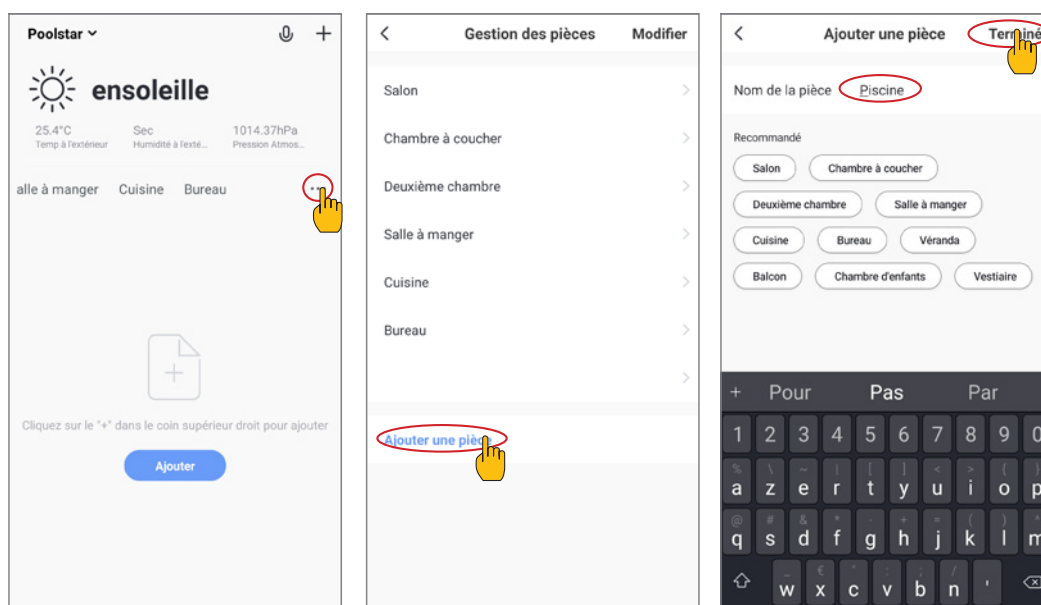 Poolstar
ensoleille
25.4°C Sec 1014.37hPa
Temp à l'extérieur Humidité à l'exté... Pression Atmos...
alle à manger Cuisine Bureau ...
Cliquez sur le "+" dans le coin supérieur droit pour ajouter
Ajouter
Gestion des pièces Modifier
Salon
Chambre à coucher
Deuxième chambre
Salle à manger
Cuisine
Bureau
Ajouter une pièce
Ajouter une pièce Terminé
Nom de la pièce Piscine
Recommandé
Salon Chambre à coucher
Deuxième chambre Salle à manger
Cuisine Bureau Véranda
Balcon Chambre d'enfants Vestiaire
+ Pour Pas Par
1 2 3 4 5 6 7 8 9 0
% \ ~ | [ ] < > { }
a z e r t y u i o p
@ # & * - + = ( ) ^
q s d f g h j k l m
w x c v b n '